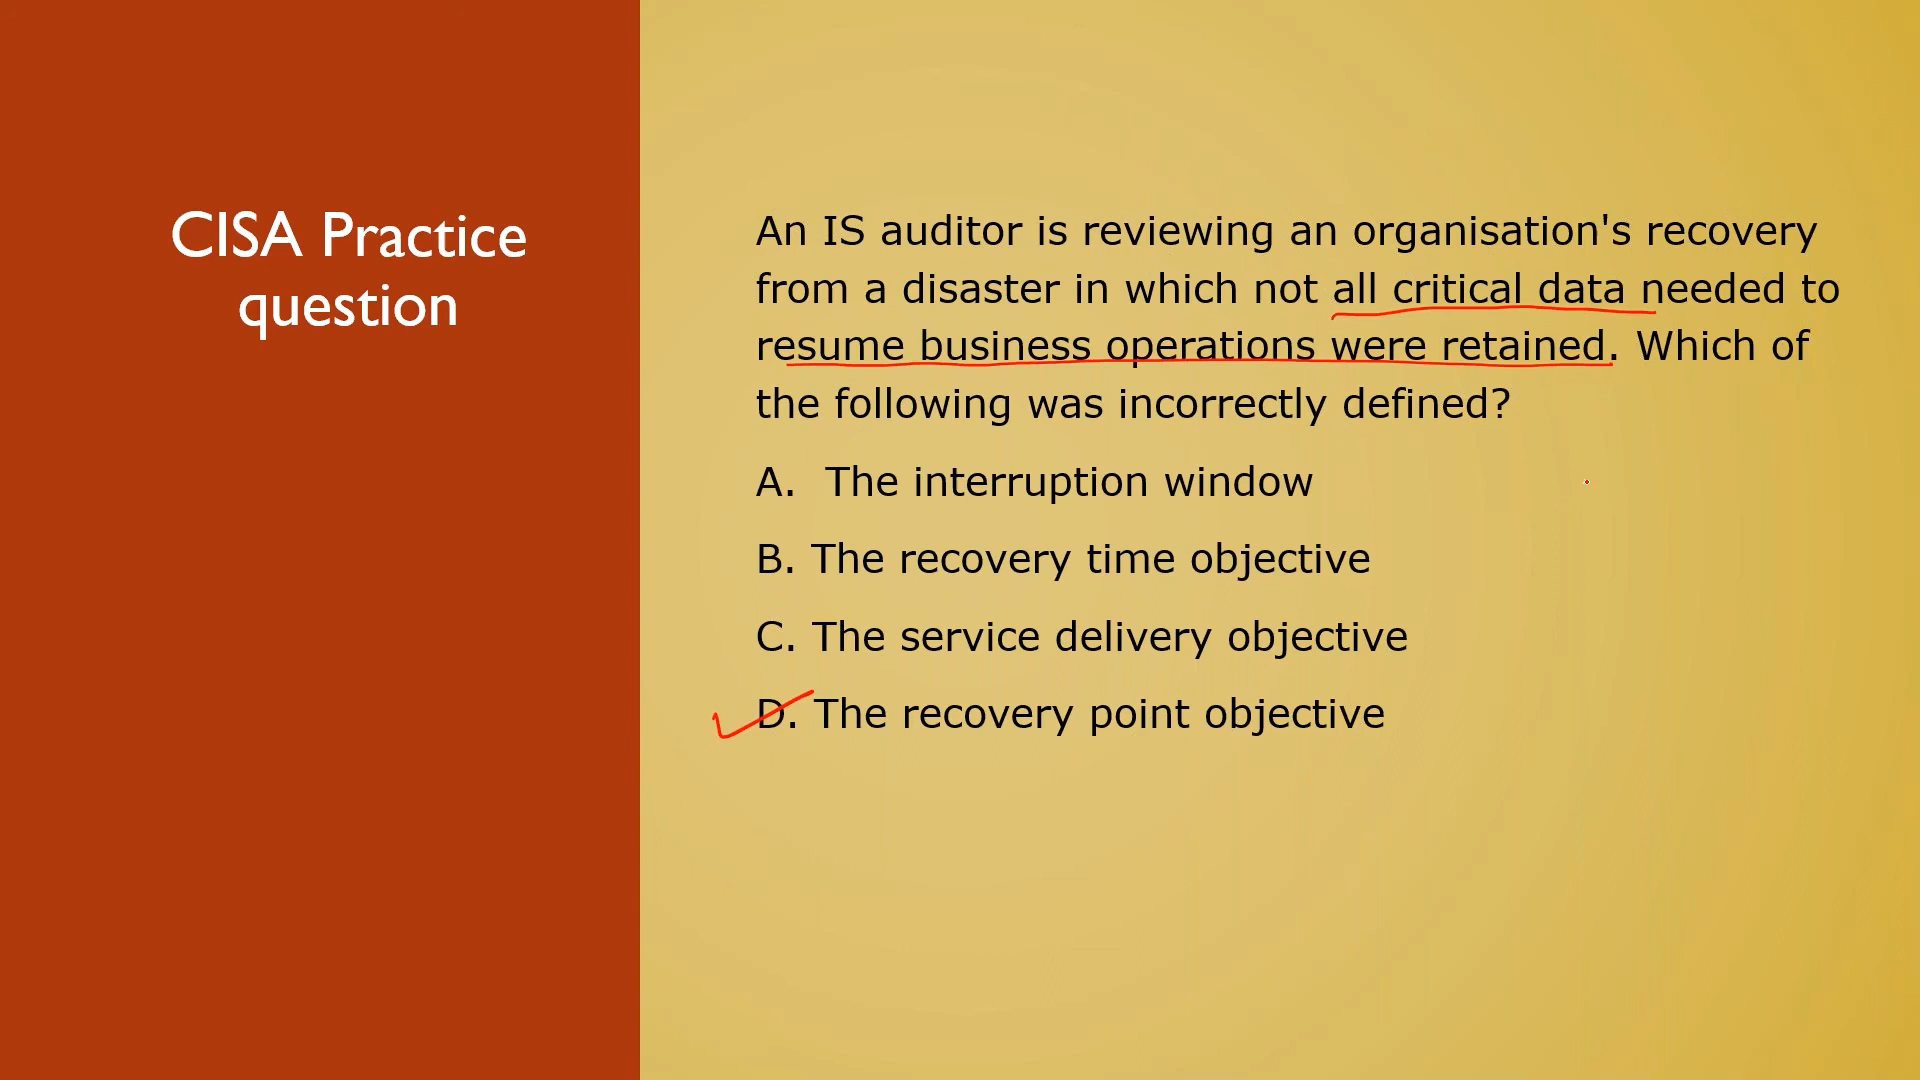 CISA Practice
question
An IS auditor is reviewing an organisation's recovery
from a disaster in which not all critical data needed to
resume business operations were retained. Which of
the following was incorrectly defined?
A. The interruption window
B. The recovery time objective
C. The service delivery objective
D. The recovery point objective